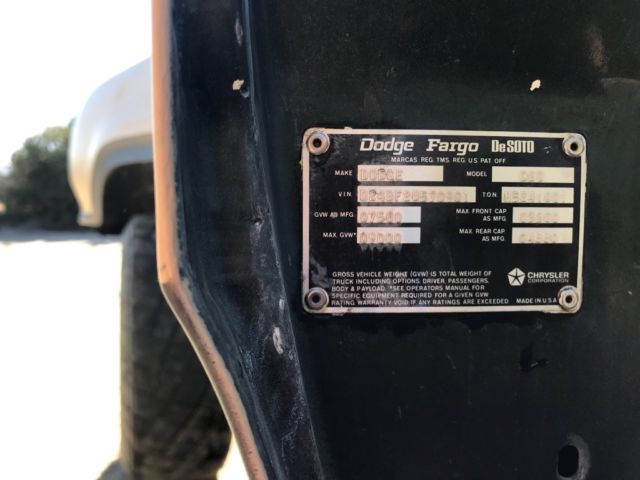 Dodge Fargo DeSOTO
MARCAS REG. TMS. REG. U.S. PAT. OFF.
MAKE DODGE MODEL
V.I.N. T.O.N.
GVW AS MFG. 07500 MAX. FRONT CAP. AS MFG.
MAX. GVW* 08000 MAX. REAR CAP. AS MFG.
GROSS VEHICLE WEIGHT (GVW) IS TOTAL WEIGHT OF
TRUCK INCLUDING OPTIONS, DRIVER, PASSENGERS,
BODY & PAYLOAD. *SEE OPERATORS MANUAL FOR
SPECIFIC EQUIPMENT REQUIRED FOR A GIVEN GVW
RATING. WARRANTY VOID IF ANY RATINGS ARE EXCEEDED
CHRYSLER
CORPORATION
MADE IN U.S.A.